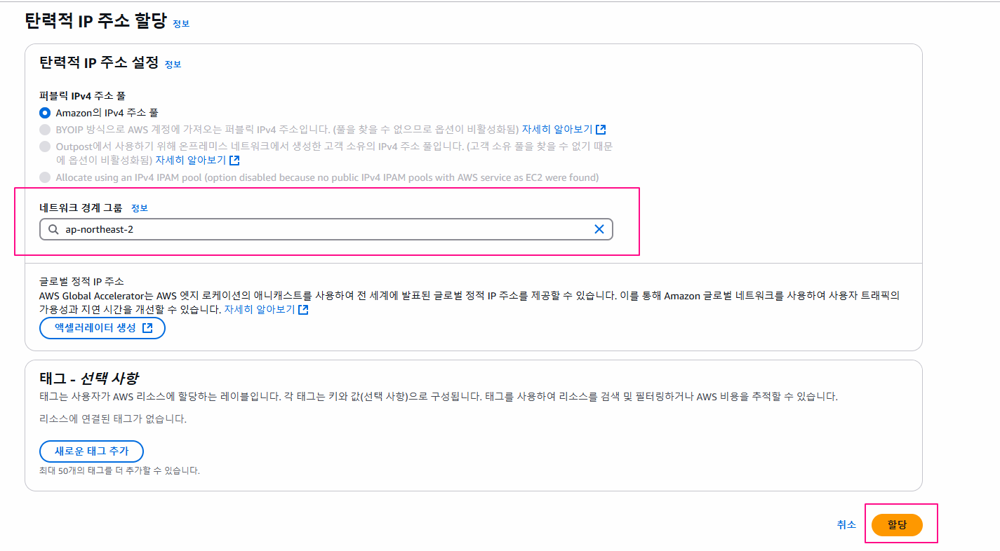 탄력적 IP 주소 할당 정보
탄력적 IP 주소 설정 정보
퍼블릭 IPv4 주소 풀
Amazon의 IPv4 주소 풀
BYOIP 방식으로 AWS 계정에 가져오는 퍼블릭 IPv4 주소입니다. (풀을 찾을 수 없으므로 옵션이 비활성화됨) 자세히 알아보기
Outpost에서 사용하기 위해 온프레미스 네트워크에서 생성한 고객 소유의 IPv4 주소 풀입니다. (고객 소유 풀을 찾을 수 없기 때문
에 옵션이 비활성화됨) 자세히 알아보기
Allocate using an IPv4 IPAM pool (option disabled because no public IPv4 IPAM pools with AWS service as EC2 were found)
네트워크 경계 그룹 정보
ap-northeast-2
글로벌 정적 IP 주소
AWS Global Accelerator는 AWS 엣지 로케이션의 애니캐스트를 사용하여 전 세계에 발표된 글로벌 정적 IP 주소를 제공할 수 있습니다. 이를 통해 Amazon 글로벌 네트워크를 사용하여 사용자 트래픽의
가용성과 지연 시간을 개선할 수 있습니다. 자세히 알아보기
액셀러레이터 생성
태그 - 선택 사항
태그는 사용자가 AWS 리소스에 할당하는 레이블입니다. 각 태그는 키와 값(선택 사항)으로 구성됩니다. 태그를 사용하여 리소스를 검색 및 필터링하거나 AWS 비용을 추적할 수 있습니다.
리소스에 연결된 태그가 없습니다.
새로운 태그 추가
최대 50개의 태그를 더 추가할 수 있습니다.
취소 할당